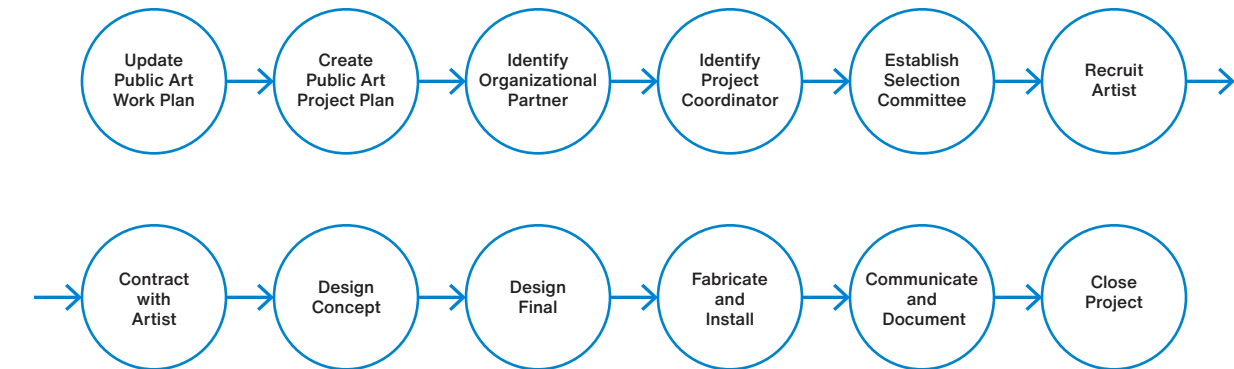 Update
Public Art
Work Plan
Create
Public Art
Project Plan
Identify
Organizational
Partner
Identify
Project
Coordinator
Establish
Selection
Committee
Recruit
Artist
Contract
with
Artist
Design
Concept
Design
Final
Fabricate
and
Install
Communicate
and
Document
Close
Project